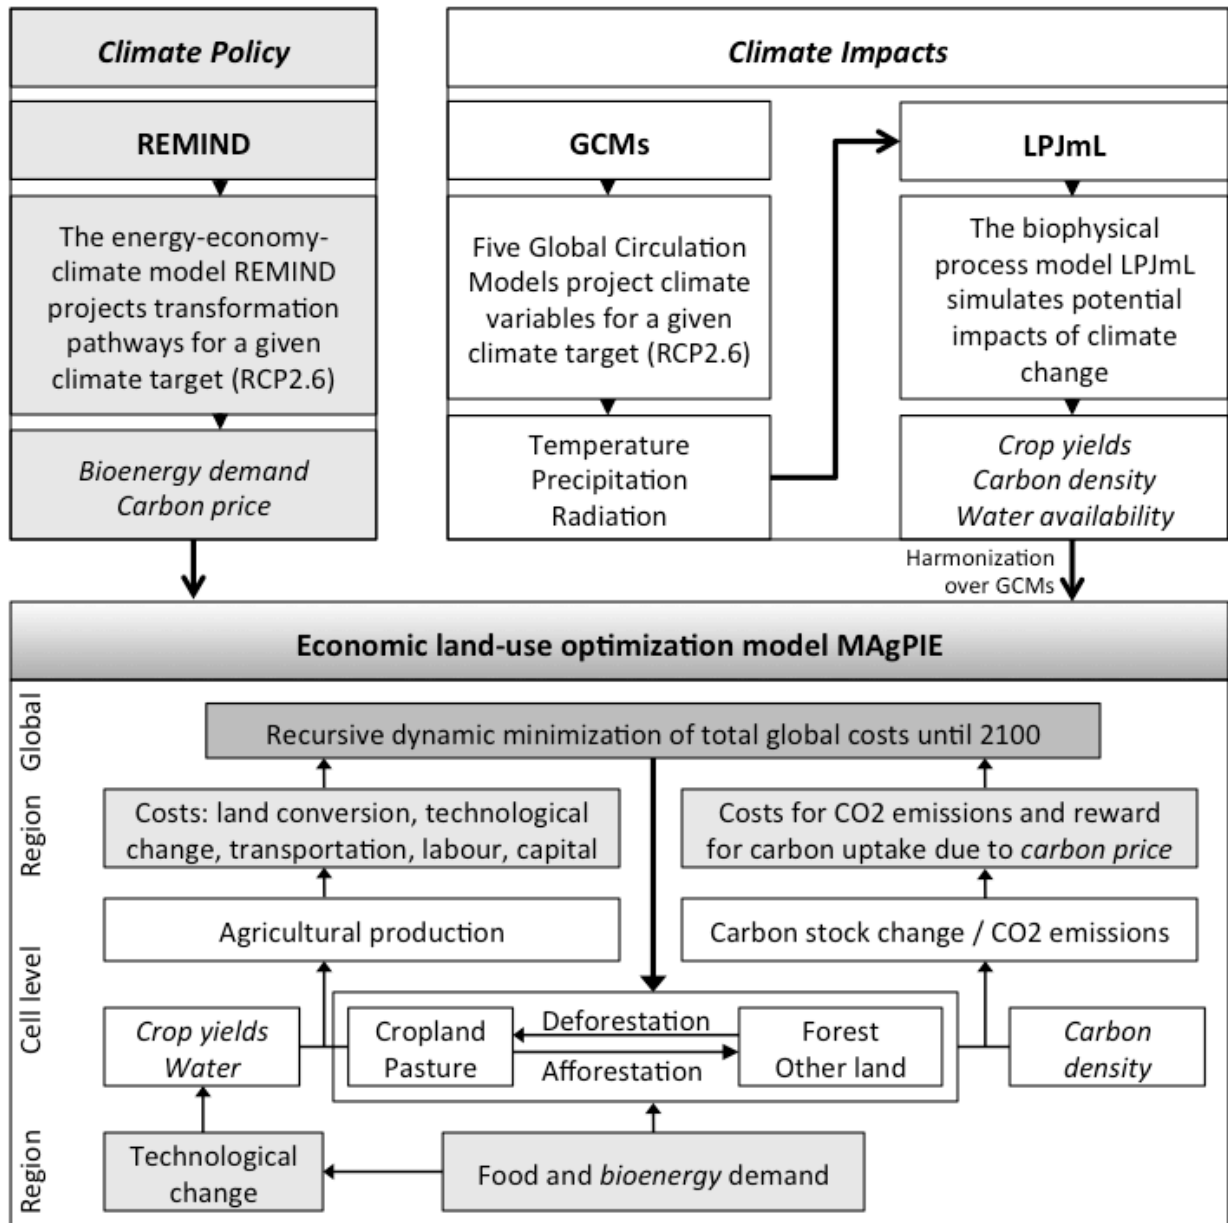 Climate Policy
REMIND
The energy-economy-
climate model REMIND
projects transformation
pathways for a given
climate target (RCP2.6)
Bioenergy demand
Carbon price
Climate Impacts
GCMs
Five Global Circulation
Models project climate
variables for a given
climate target (RCP2.6)
Temperature
Precipitation
Radiation
LPJmL
The biophysical
process model LPJmL
simulates potential
impacts of climate
change
Crop yields
Carbon density
Water availability
Harmonization
over GCMs
Economic land-use optimization model MAgPIE
Global
Recursive dynamic minimization of total global costs until 2100
Region
Costs: land conversion, technological
change, transportation, labour, capital
Costs for CO2 emissions and reward
for carbon uptake due to carbon price
Cell level
Agricultural production
Carbon stock change / CO2 emissions
Crop yields
Water
Cropland
Pasture
Deforestation
Afforestation
Forest
Other land
Carbon
density
Region
Technological
change
Food and bioenergy demand